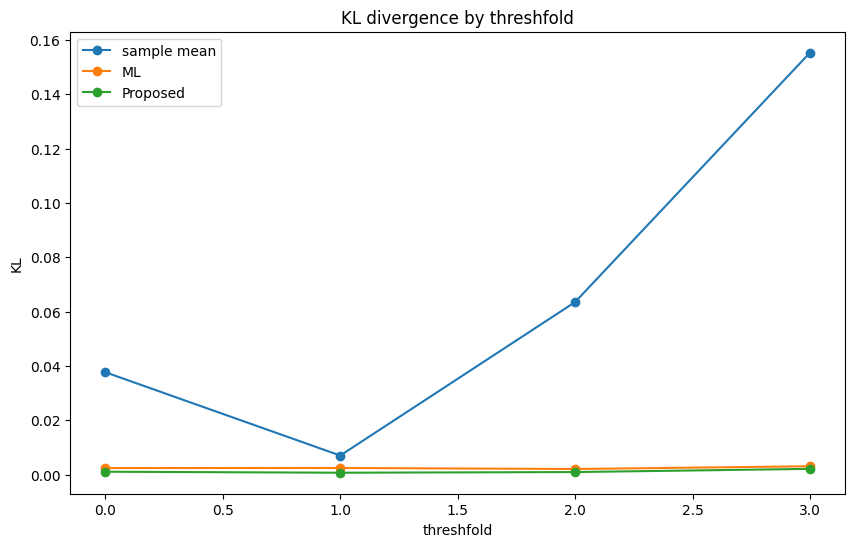 KL divergence by threshfold
sample mean
ML
Proposed
KL
0.16
0.14
0.12
0.10
0.08
0.06
0.04
0.02
0.00
0.0 0.5 1.0 1.5 2.0 2.5 3.0
threshfold